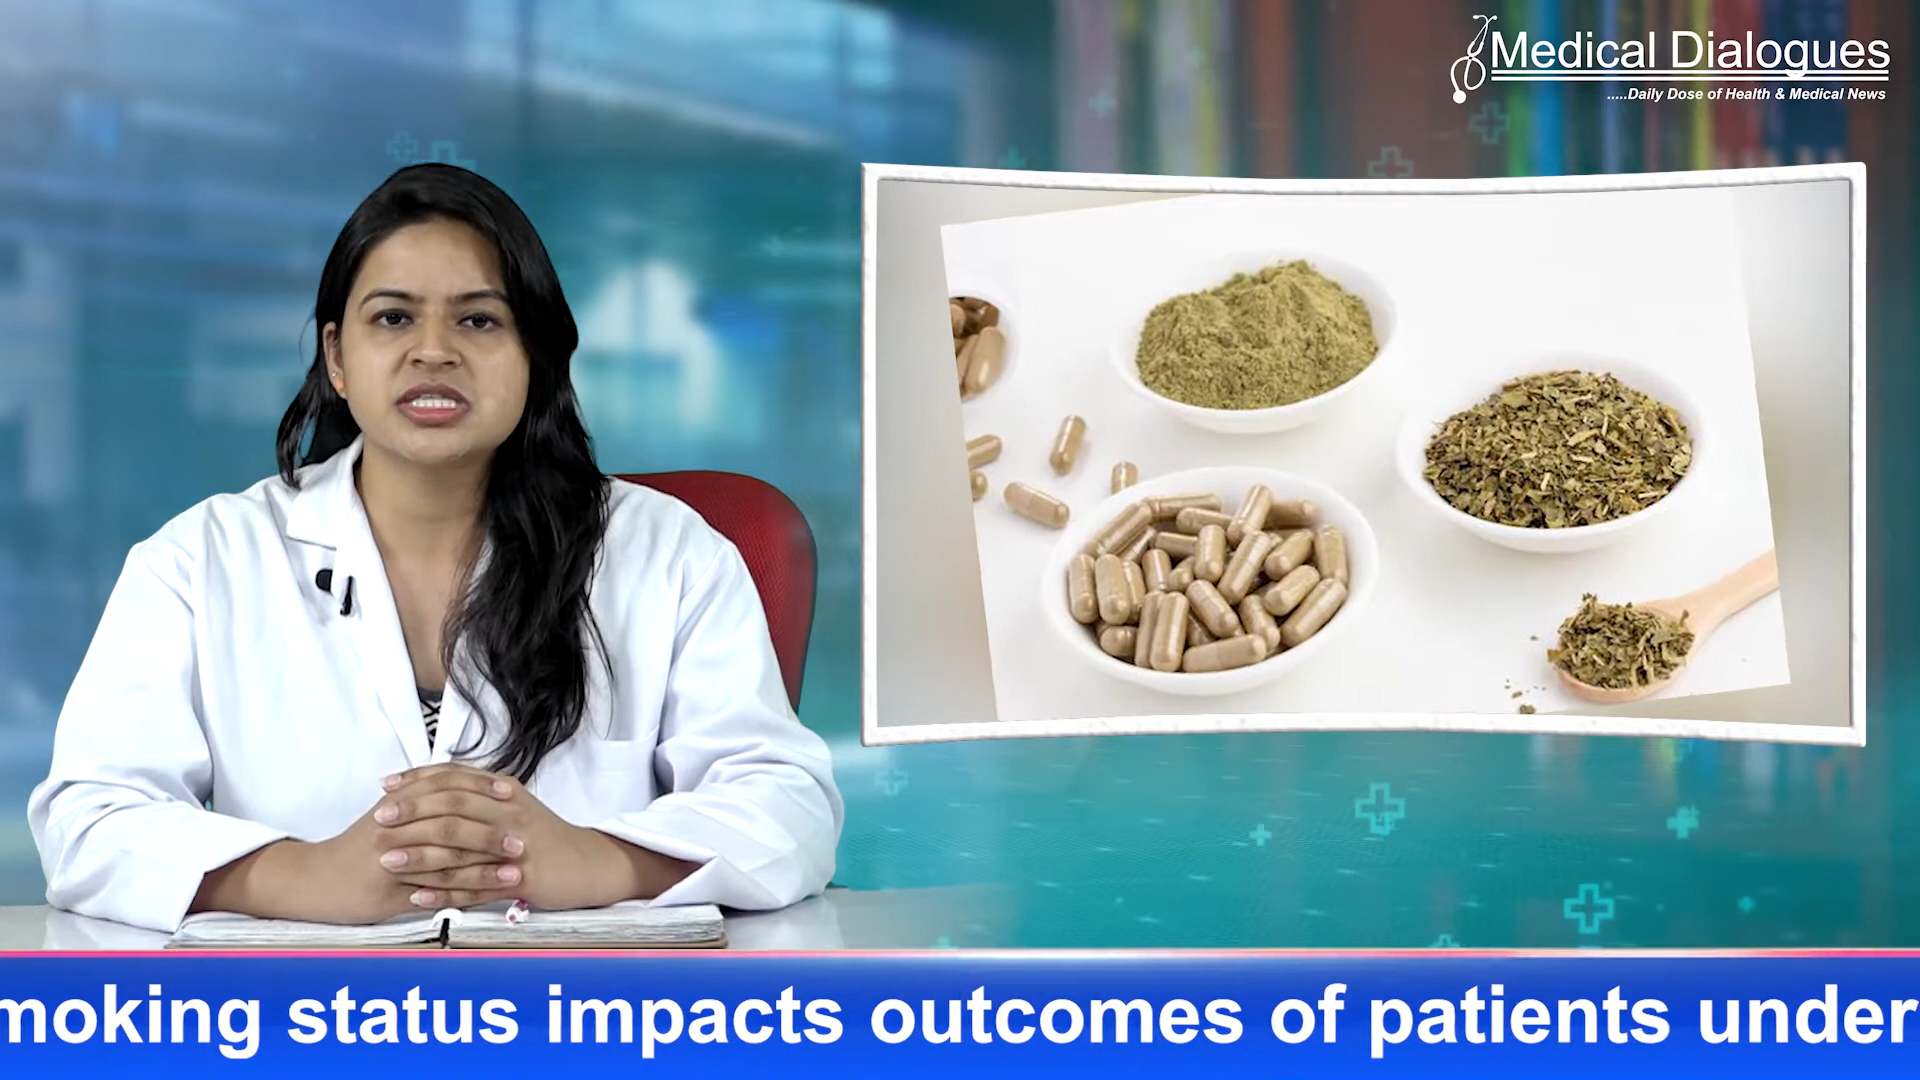 Medical Dialogues
.....Daily Dose of Health & Medical News
moking status impacts outcomes of patients under